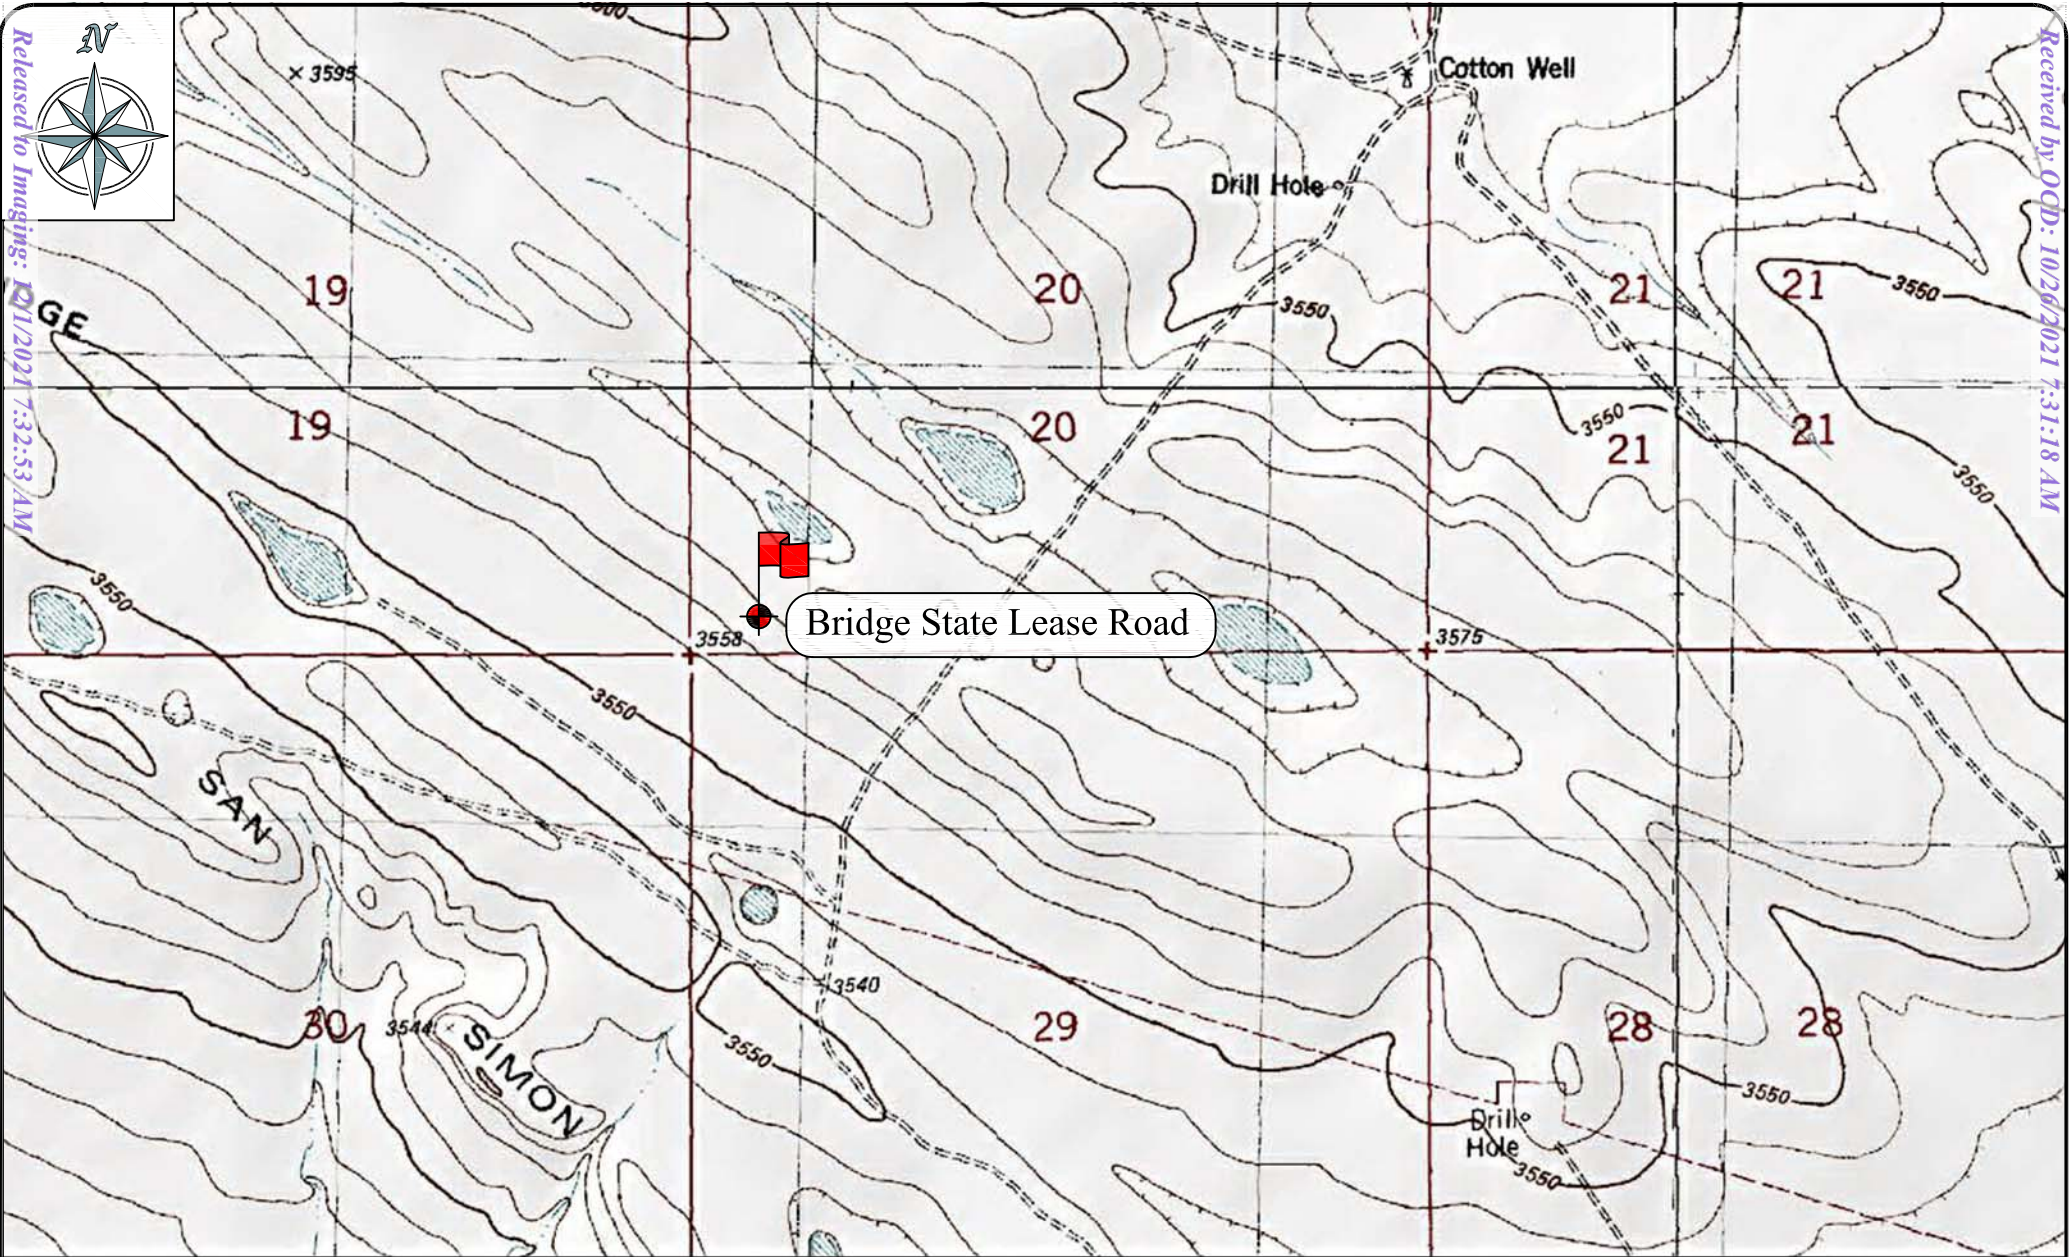 N
Released to Imaging: 12/1/2021 7:32:53 AM
Received by OCD: 10/26/2021 7:31:18 AM
3595
Cotton Well
Drill Hole
19
20
21
21
3550
3550
GE
19
20
21
21
3550
3550
3550
Bridge State Lease Road
3558
3575
3550
SAN
3540
30
3544
SIMON
29
28
28
3550
3550
Drill
Hole
3550